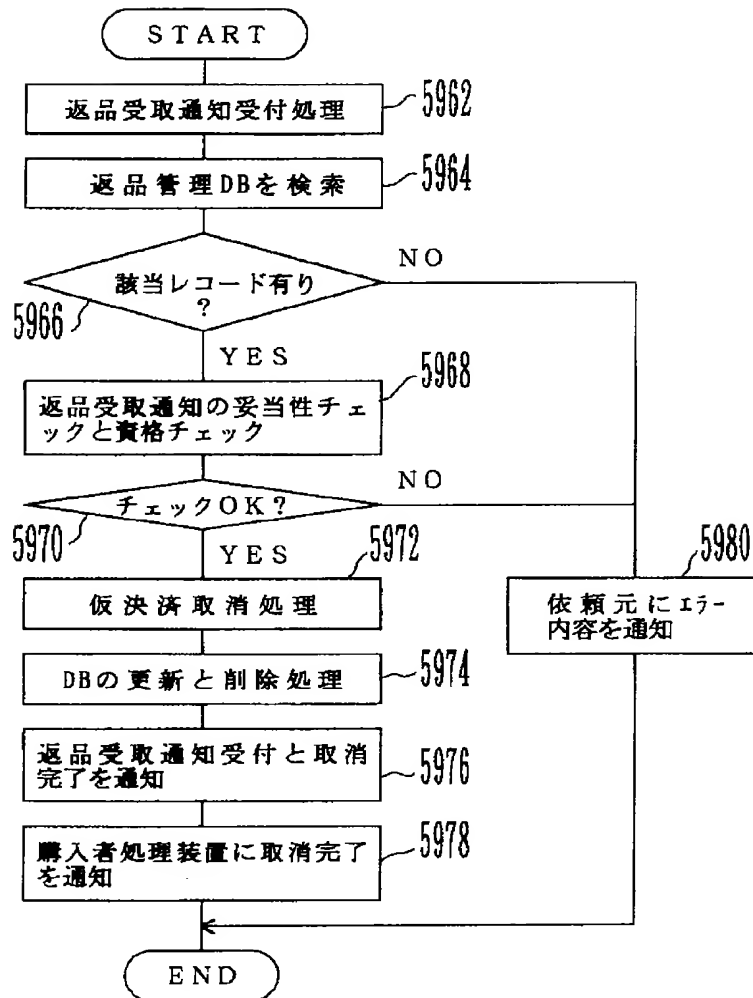 START
返品受取通知受付処理
5962
返品管理DBを検索
5964
該当レコード有り
?
5966
NO
YES
返品受取通知の妥当性チェ
ックと資格チェック
5968
チェックOK?
5970
NO
YES
仮決済取消処理
5972
依頼元にエラー
内容を通知
5980
DBの更新と削除処理
5974
返品受取通知受付と取消
完了を通知
5976
購入者処理装置に取消完了
を通知
5978
END